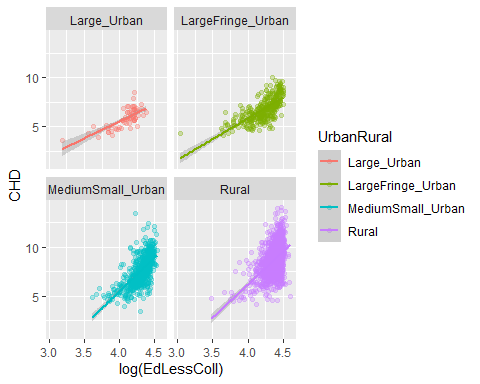 Large_Urban
LargeFringe_Urban
10
5
MediumSmall_Urban
Rural
10
5
3.0
3.5
4.0
4.5
3.0
3.5
4.0
4.5
log(EdLessColl)
CHD
UrbanRural
Large_Urban
LargeFringe_Urban
MediumSmall_Urban
Rural